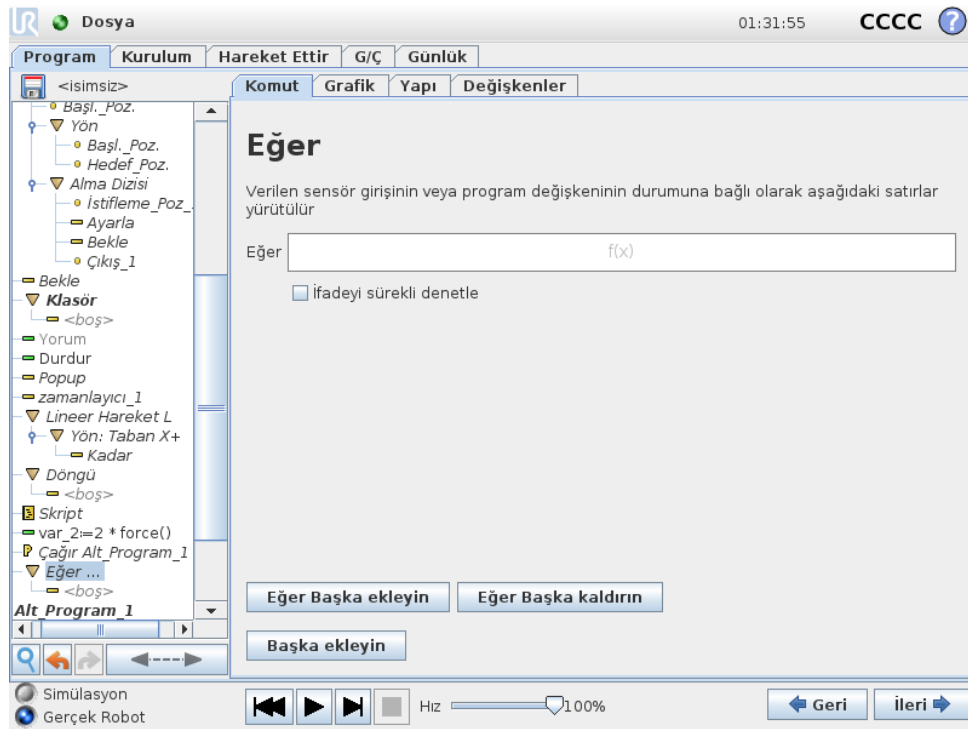 UR Dosya 01:31:55 CCCC ?
Program Kurulum Hareket Ettir G/Ç Günlük
<isimsiz>
Komut Grafik Yapı Değişkenler
Başl._Poz.
Yön
Başl._Poz.
Hedef_Poz.
Alma Dizisi
İstifleme_Poz_
Ayarla
Bekle
Çıkış_1
Bekle
Klasör
<boş>
Yorum
Durdur
Popup
zamanlayıcı_1
Lineer Hareket L
Yön: Taban X+
Kadar
Döngü
<boş>
Skript
var_2:=2 * force()
P Çağır Alt_Program_1
Eğer ...
<boş>
Alt_Program_1
Eğer
Verilen sensör girişinin veya program değişkeninin durumuna bağlı olarak aşağıdaki satırlar
yürütülür
Eğer f(x)
İfadeyi sürekli denetle
Eğer Başka ekleyin Eğer Başka kaldırın
Başka ekleyin
Simülasyon
Gerçek Robot
Hız 100%
Geri İleri